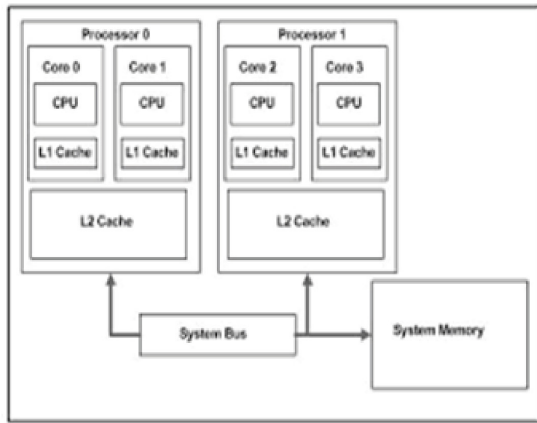 Processor 0
Processor 1
Core 0
Core 1
Core 2
Core 3
CPU
CPU
CPU
CPU
L1 Cache
L1 Cache
L1 Cache
L1 Cache
L2 Cache
L2 Cache
System Bus
System Memory